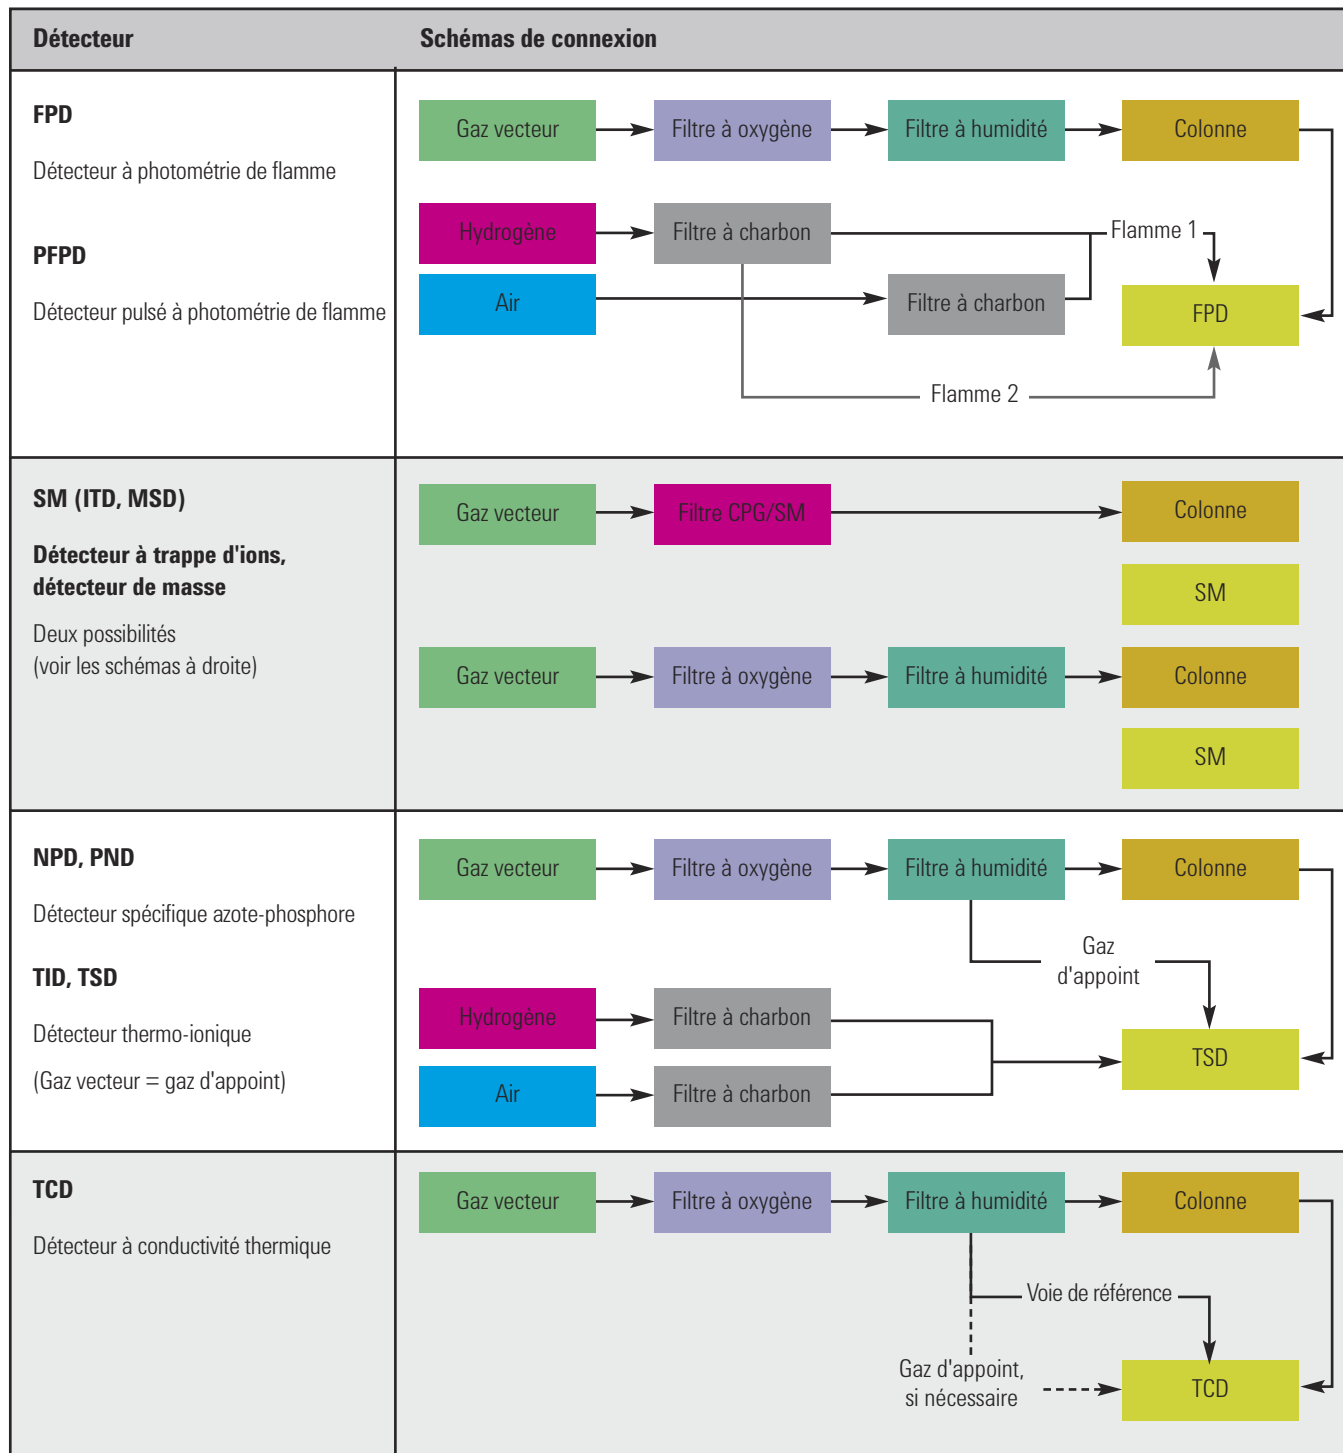 Détecteur
Schémas de connexion
FPD
Détecteur à photométrie de flamme
PFPD
Détecteur pulsé à photométrie de flamme
Gaz vecteur
Filtre à oxygène
Filtre à humidité
Colonne
Hydrogène
Filtre à charbon
Flamme 1
Air
Filtre à charbon
FPD
Flamme 2
SM (ITD, MSD)
Détecteur à trappe d'ions,
détecteur de masse
Deux possibilités
(voir les schémas à droite)
Gaz vecteur
Filtre CPG/SM
Colonne
SM
Gaz vecteur
Filtre à oxygène
Filtre à humidité
Colonne
SM
NPD, PND
Détecteur spécifique azote-phosphore
TID, TSD
Détecteur thermo-ionique
(Gaz vecteur = gaz d'appoint)
Gaz vecteur
Filtre à oxygène
Filtre à humidité
Colonne
Gaz
d'appoint
Hydrogène
Filtre à charbon
TSD
Air
Filtre à charbon
TCD
Détecteur à conductivité thermique
Gaz vecteur
Filtre à oxygène
Filtre à humidité
Colonne
Voie de référence
Gaz d'appoint,
si nécessaire
TCD